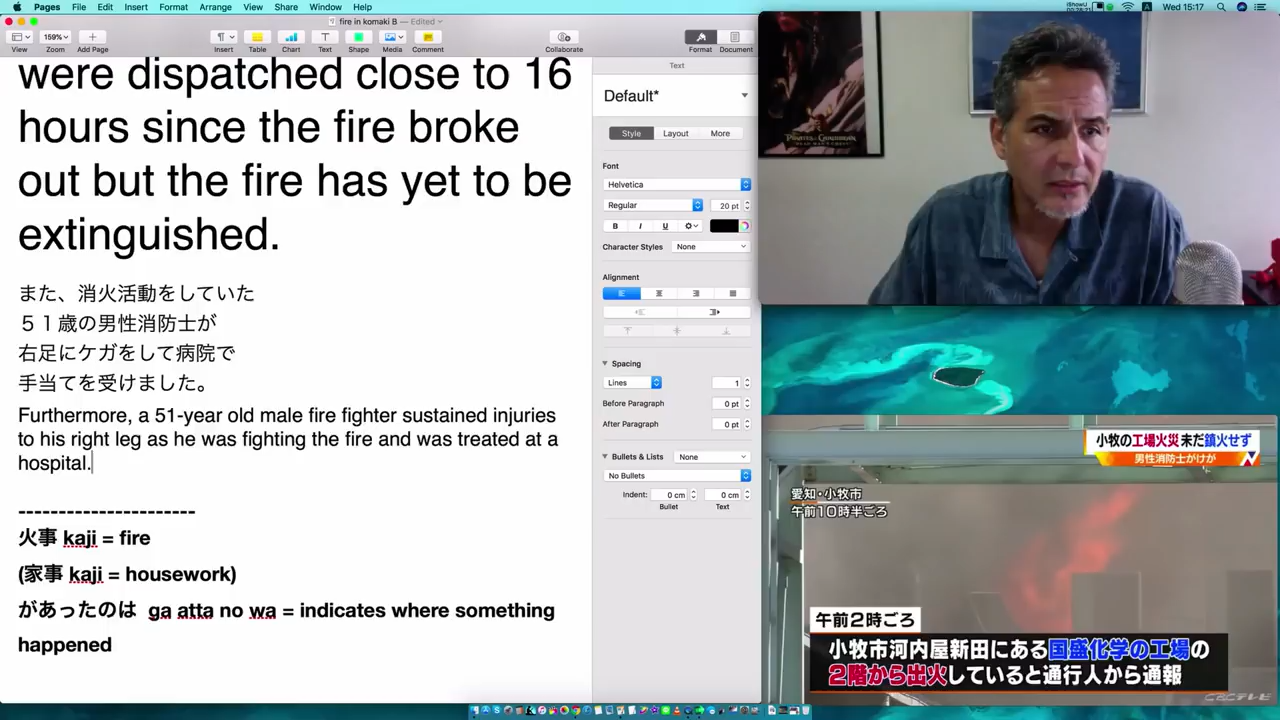 Pages File Edit Insert Format Arrange View Share Window Help
Wed 15:17
fire in komaki B — Edited
159%
View Zoom Add Page
Insert Table Chart Text Shape Media Comment
Collaborate
Format Document
were dispatched close to 16
hours since the fire broke
out but the fire has yet to be
extinguished.
また、消火活動をしていた
５１歳の男性消防士が
右足にケガをして病院で
手当てを受けました。
Furthermore, a 51-year old male fire fighter sustained injuries
to his right leg as he was fighting the fire and was treated at a
hospital.
----------------------
火事 kaji = fire
(家事 kaji = housework)
があったのは ga atta no wa = indicates where something
happened
Text
Default*
Style Layout More
Font
Helvetica
Regular 20 pt
B I U
Character Styles None
Alignment
Spacing
Lines 1
Before Paragraph 0 pt
After Paragraph 0 pt
Bullets & Lists None
No Bullets
Indent: 0 cm 0 cm
Bullet Text
小牧の工場火災 未だ鎮火せず
男性消防士がけが
愛知・小牧市
午前10時半ごろ
午前2時ごろ
小牧市河内屋新田にある国盛化学の工場の
2階から出火していると通行人から通報
CBCテレビ